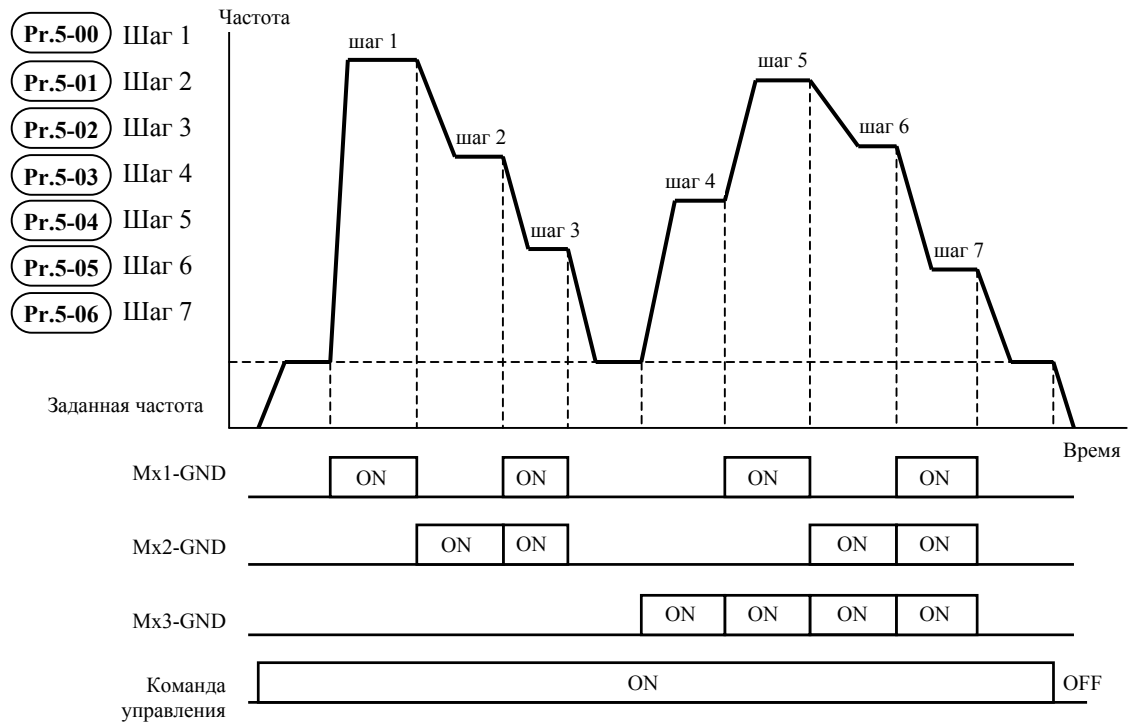 Частота
Pr.5-00 Шаг 1
Pr.5-01 Шаг 2
Pr.5-02 Шаг 3
Pr.5-03 Шаг 4
Pr.5-04 Шаг 5
Pr.5-05 Шаг 6
Pr.5-06 Шаг 7
шаг 1
шаг 2
шаг 3
шаг 4
шаг 5
шаг 6
шаг 7
Заданная частота
Время
Mx1-GND ON ON ON ON
Mx2-GND ON ON ON ON
Mx3-GND ON ON ON ON
Команда
управления
ON OFF